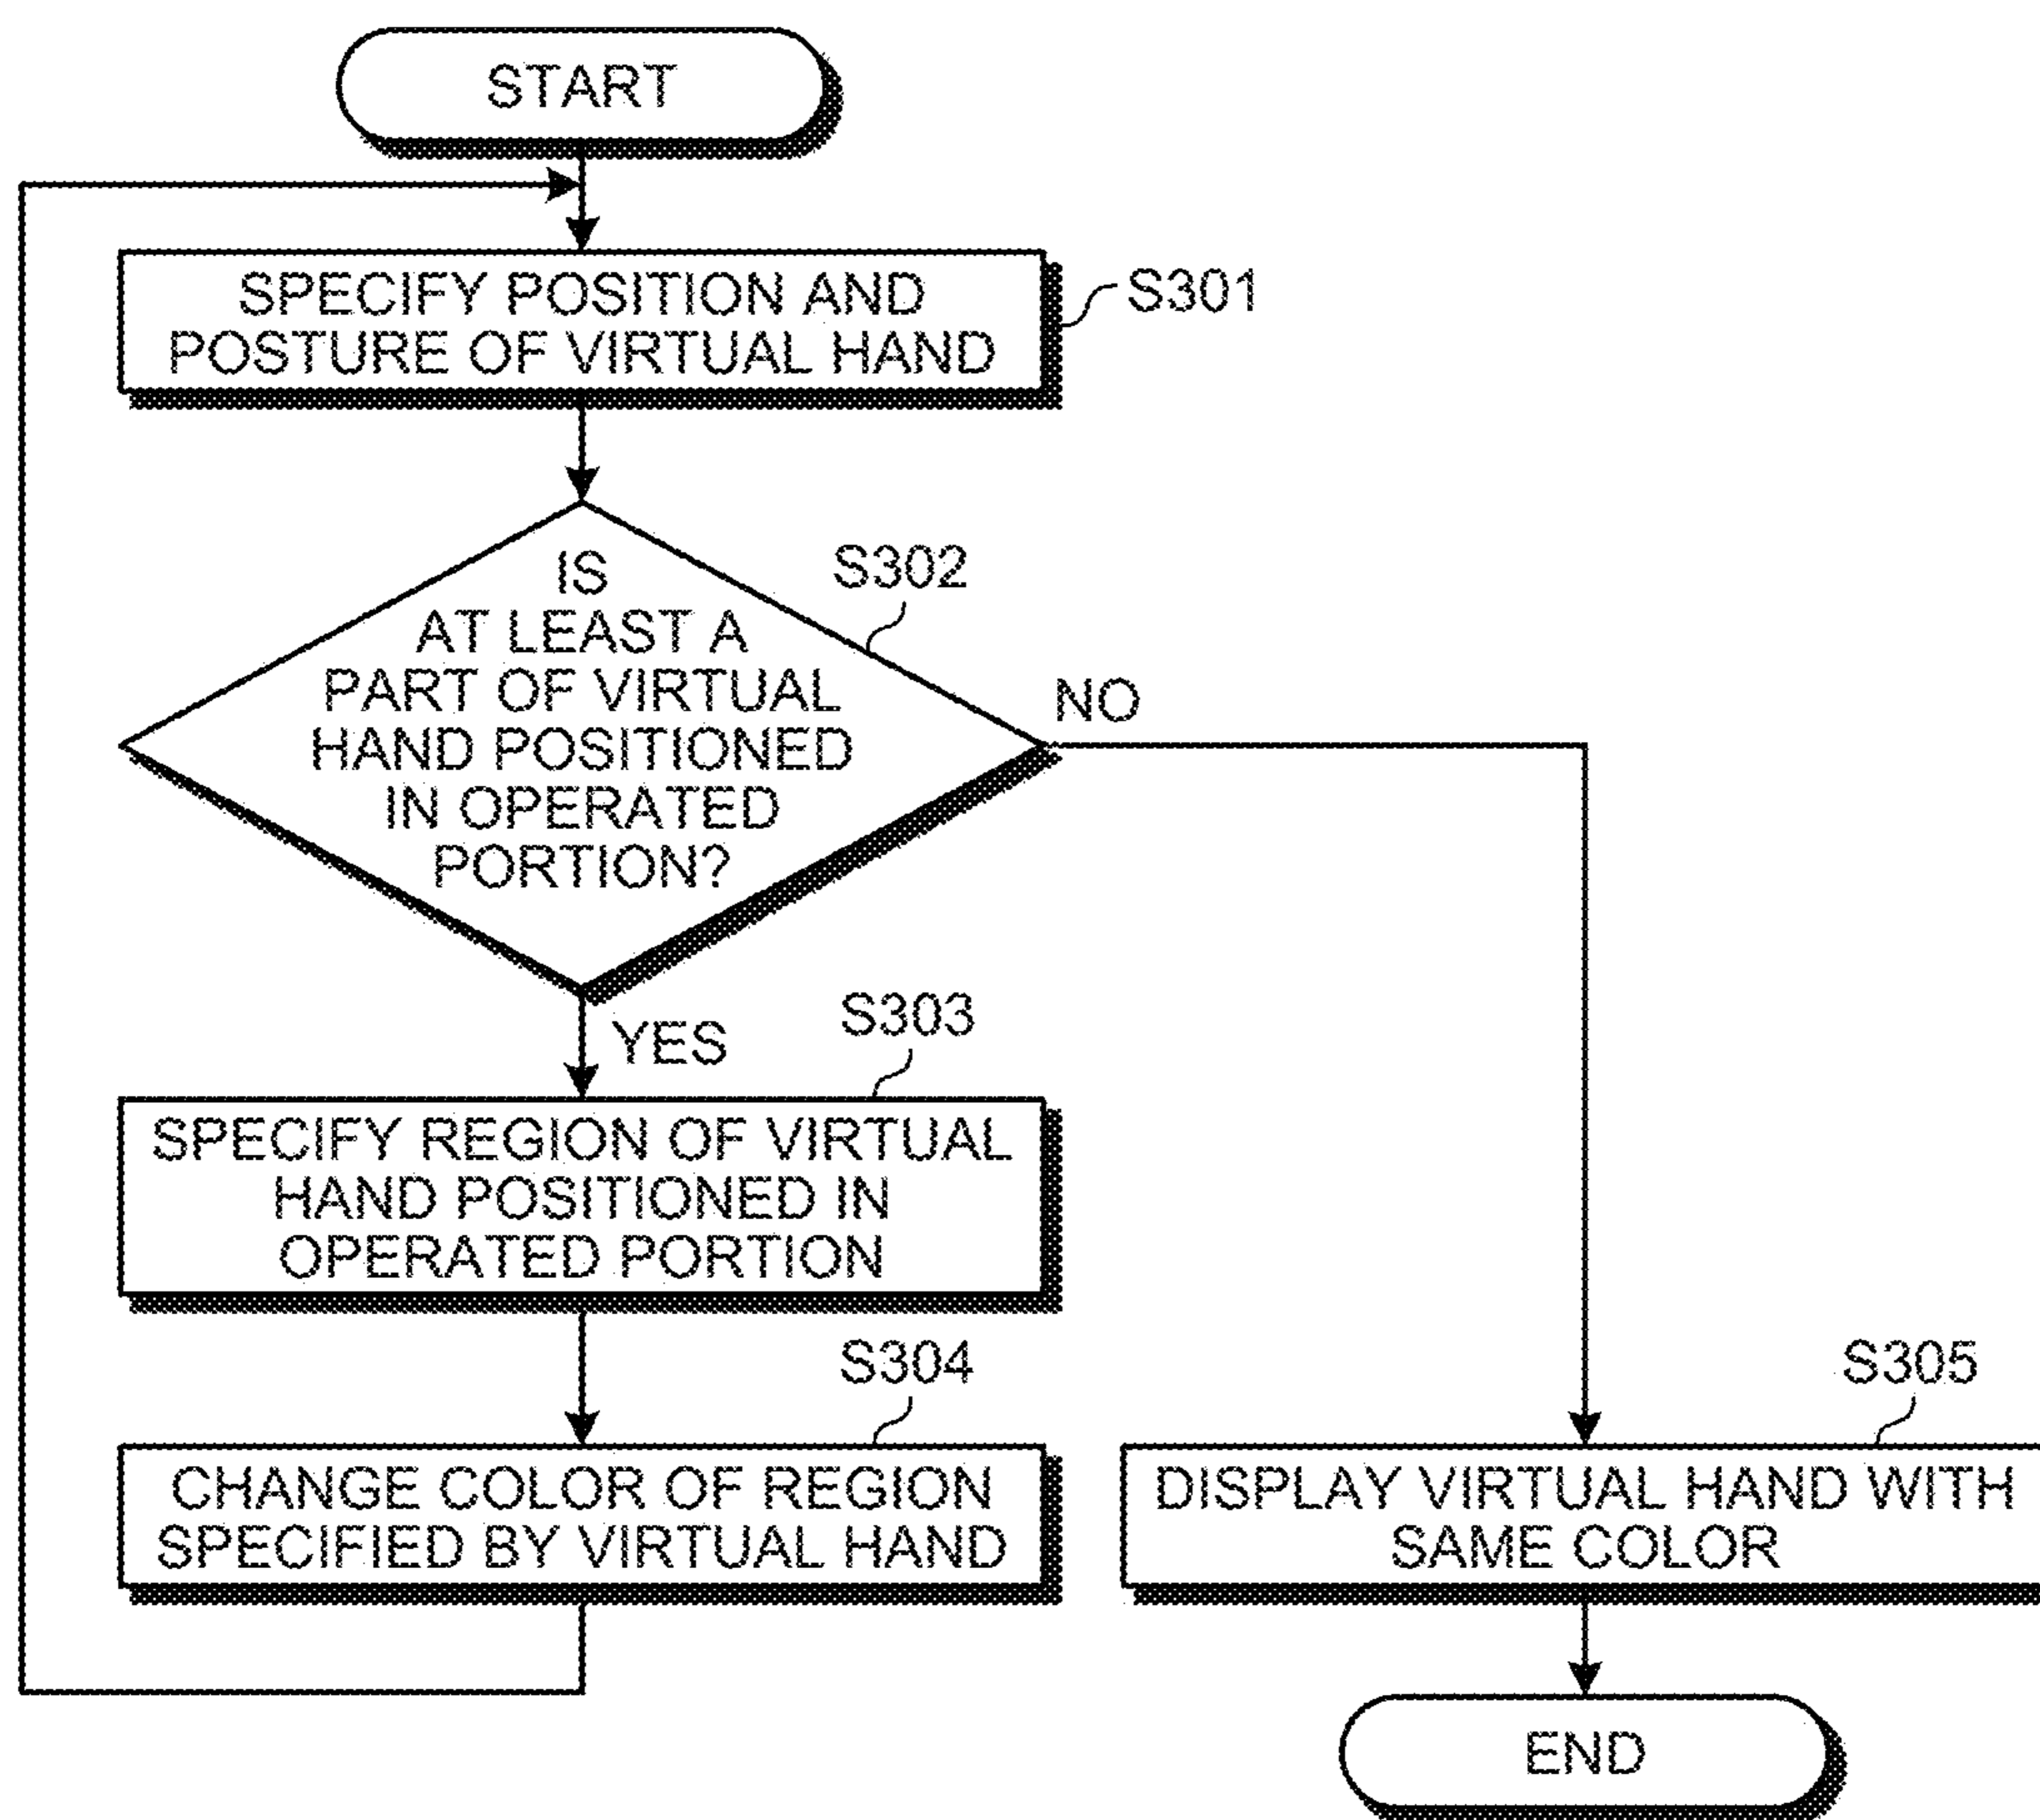 START
SPECIFY POSITION AND
POSTURE OF VIRTUAL HAND
S301
IS
AT LEAST A
PART OF VIRTUAL
HAND POSITIONED
IN OPERATED
PORTION?
S302
NO
YES
S303
SPECIFY REGION OF VIRTUAL
HAND POSITIONED IN
OPERATED PORTION
S304
CHANGE COLOR OF REGION
SPECIFIED BY VIRTUAL HAND
S305
DISPLAY VIRTUAL HAND WITH
SAME COLOR
END